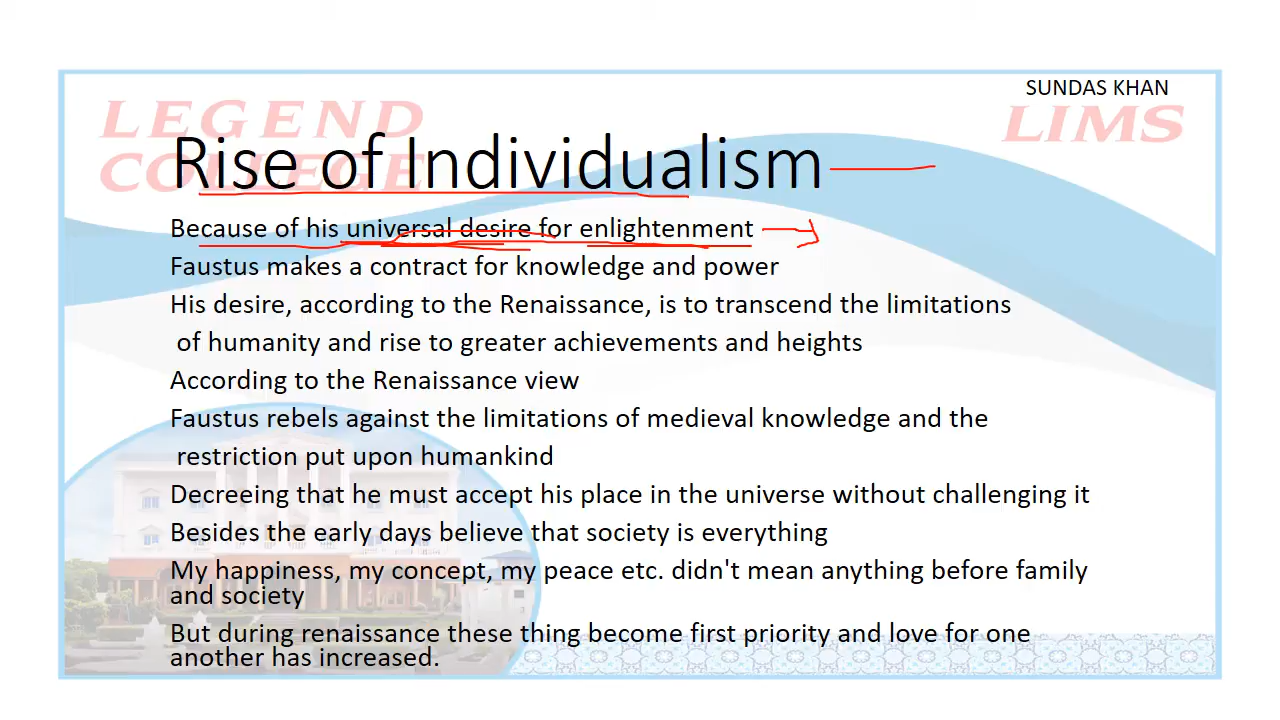 SUNDAS KHAN
LEGEND
COLLEGE
LIMS
Rise of Individualism
Because of his universal desire for enlightenment
Faustus makes a contract for knowledge and power
His desire, according to the Renaissance, is to transcend the limitations
of humanity and rise to greater achievements and heights
According to the Renaissance view
Faustus rebels against the limitations of medieval knowledge and the
restriction put upon humankind
Decreeing that he must accept his place in the universe without challenging it
Besides the early days believe that society is everything
My happiness, my concept, my peace etc. didn't mean anything before family
and society
But during renaissance these thing become first priority and love for one
another has increased.